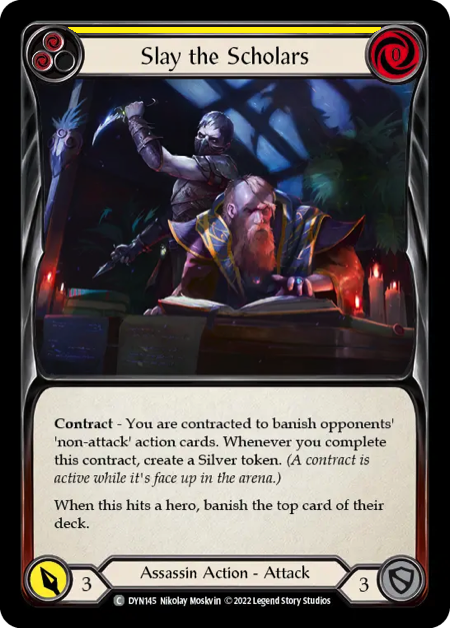 0
Slay the Scholars
Contract - You are contracted to banish opponents'
'non-attack' action cards. Whenever you complete
this contract, create a Silver token. (A contract is
active while it's face up in the arena.)
When this hits a hero, banish the top card of their
deck.
3
Assassin Action - Attack
3
C DYN145 Nikolay Moskvin © 2022 Legend Story Studios